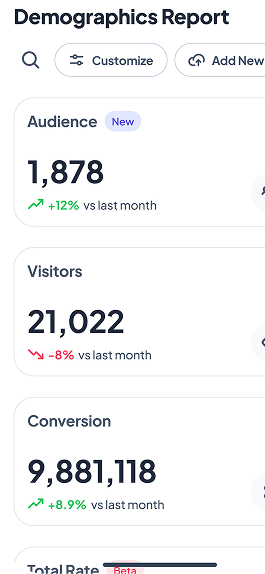 Demographics Report
Customize
Add New
Audience New
1,878
+12% vs last month
Visitors
21,022
-8% vs last month
Conversion
9,881,118
+8.9% vs last month
Total Rate Beta